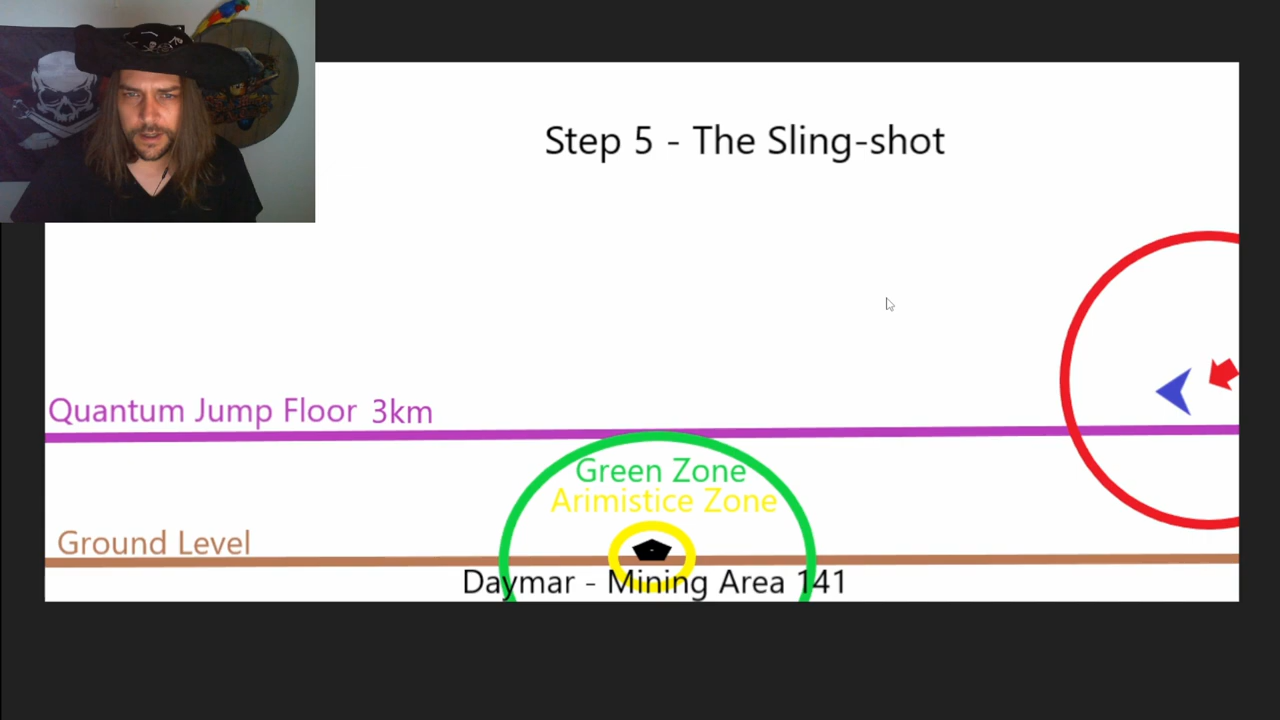 Step 5 - The Sling-shot
Quantum Jump Floor 3km
Green Zone
Arimistice Zone
Ground Level
Daymar - Mining Area 141